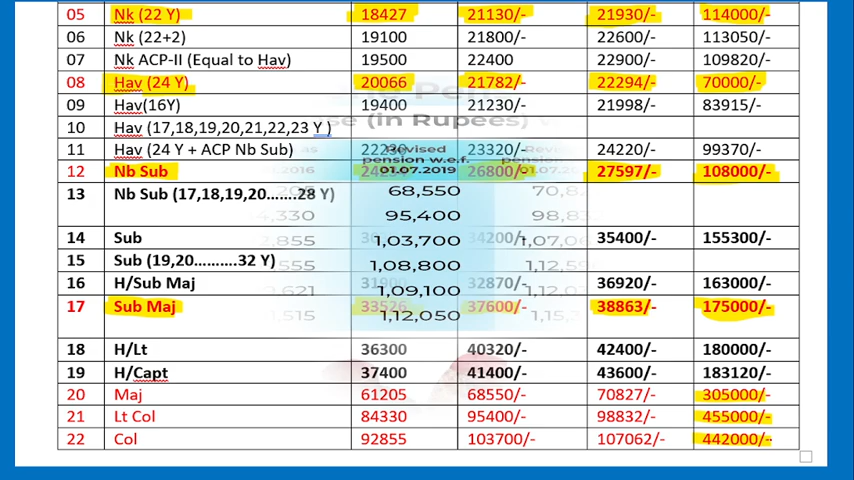 05 Nk (22 Y) 18427 21130/- 21930/- 114000/-
06 Nk (22+2) 19100 21800/- 22600/- 113050/-
07 Nk ACP-II (Equal to Hav) 19500 22400 22900/- 109820/-
08 Hav (24 Y) 20066 21782/- 22294/- 70000/-
09 Hav(16Y) 19400 21230/- 21998/- 83915/-
(in Rupees)
10 Hav (17,18,19,20,21,22,23 Y )
11 Hav (24 Y + ACP Nb Sub) 23320/- 24220/- 99370/-
Revised
pension w.e.f.
01.07.2019
12 Nb Sub 26800/- 27597/- 108000/-
13 Nb Sub (17,18,19,20.......28 Y) 68,550
95,400
14 Sub 34200/- 35400/- 155300/-
1,03,700
15 Sub (19,20..........32 Y)
1,08,800
16 H/Sub Maj 32870/- 36920/- 163000/-
1,09,100
17 Sub Maj 33526 37600/- 38863/- 175000/-
1,12,050
18 H/Lt 36300 40320/- 42400/- 180000/-
19 H/Capt 37400 41400/- 43600/- 183120/-
20 Maj 61205 68550/- 70827/- 305000/-
21 Lt Col 84330 95400/- 98832/- 455000/-
22 Col 92855 103700/- 107062/- 442000/-